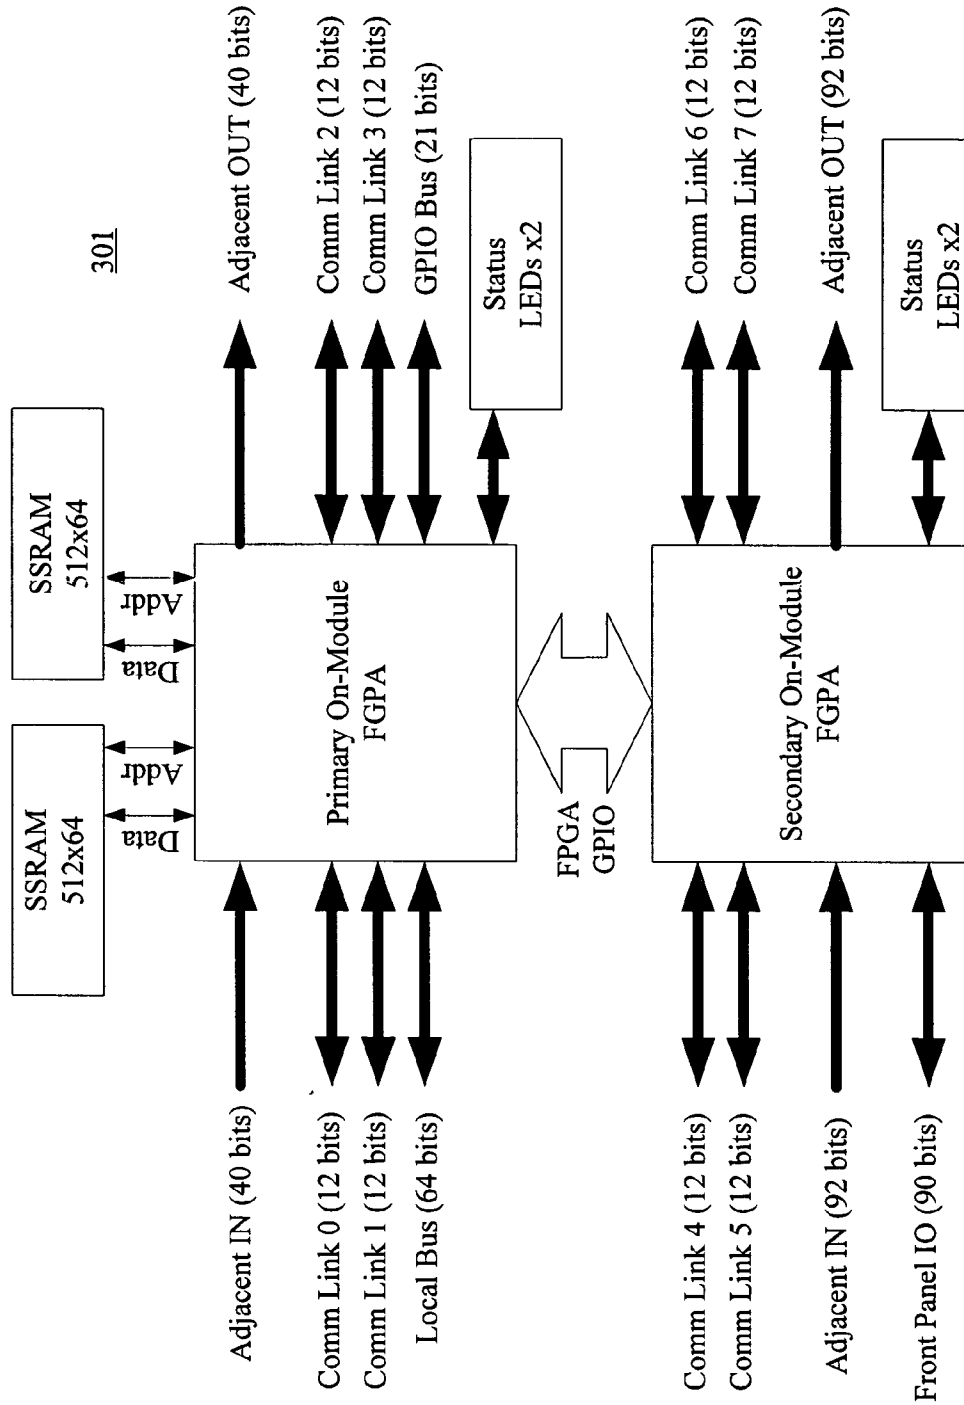 301
SSRAM
512x64
SSRAM
512x64
Data
Addr
Data
Addr
Adjacent IN (40 bits)
Adjacent OUT (40 bits)
Primary On-Module
FGPA
Comm Link 0 (12 bits)
Comm Link 2 (12 bits)
Comm Link 1 (12 bits)
Comm Link 3 (12 bits)
Local Bus (64 bits)
GPIO Bus (21 bits)
Status
LEDs x2
FPGA
GPIO
Comm Link 4 (12 bits)
Comm Link 6 (12 bits)
Comm Link 5 (12 bits)
Comm Link 7 (12 bits)
Secondary On-Module
FGPA
Adjacent IN (92 bits)
Adjacent OUT (92 bits)
Front Panel IO (90 bits)
Status
LEDs x2